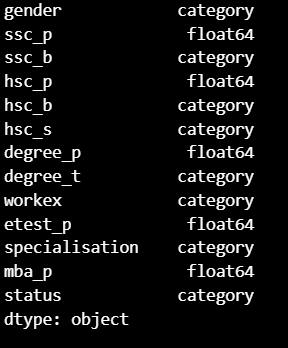 gender category
ssc_p float64
ssc_b category
hsc_p float64
hsc_b category
hsc_s category
degree_p float64
degree_t category
workex category
etest_p float64
specialisation category
mba_p float64
status category
dtype: object